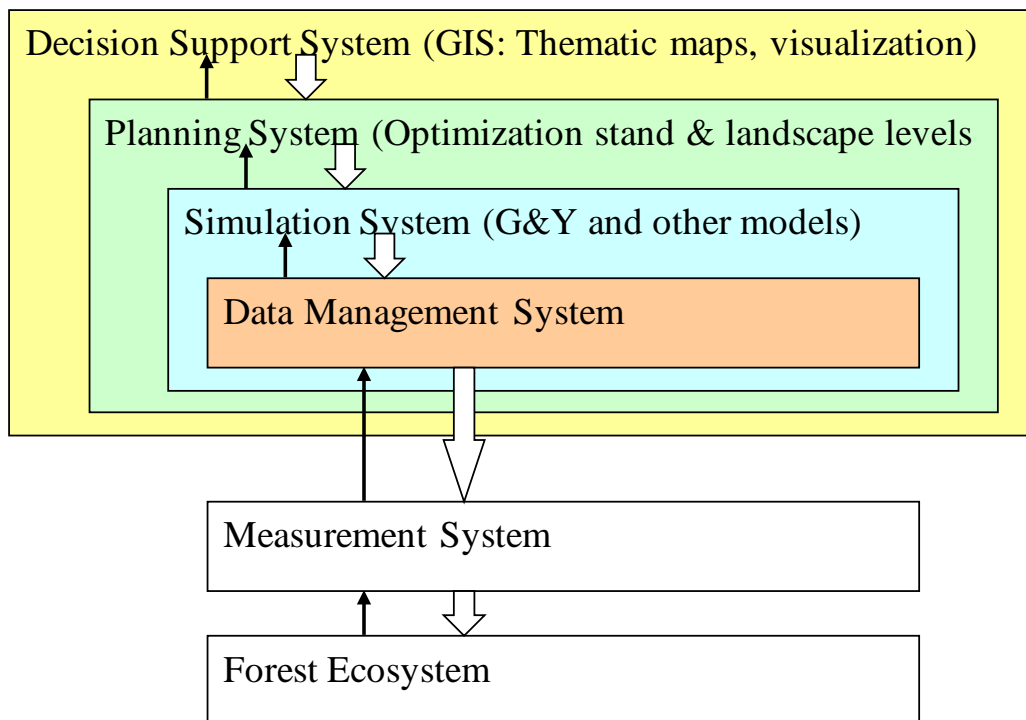 Decision Support System (GIS: Thematic maps, visualization)
Planning System (Optimization stand & landscape levels
Simulation System (G&Y and other models)
Data Management System
Measurement System
Forest Ecosystem